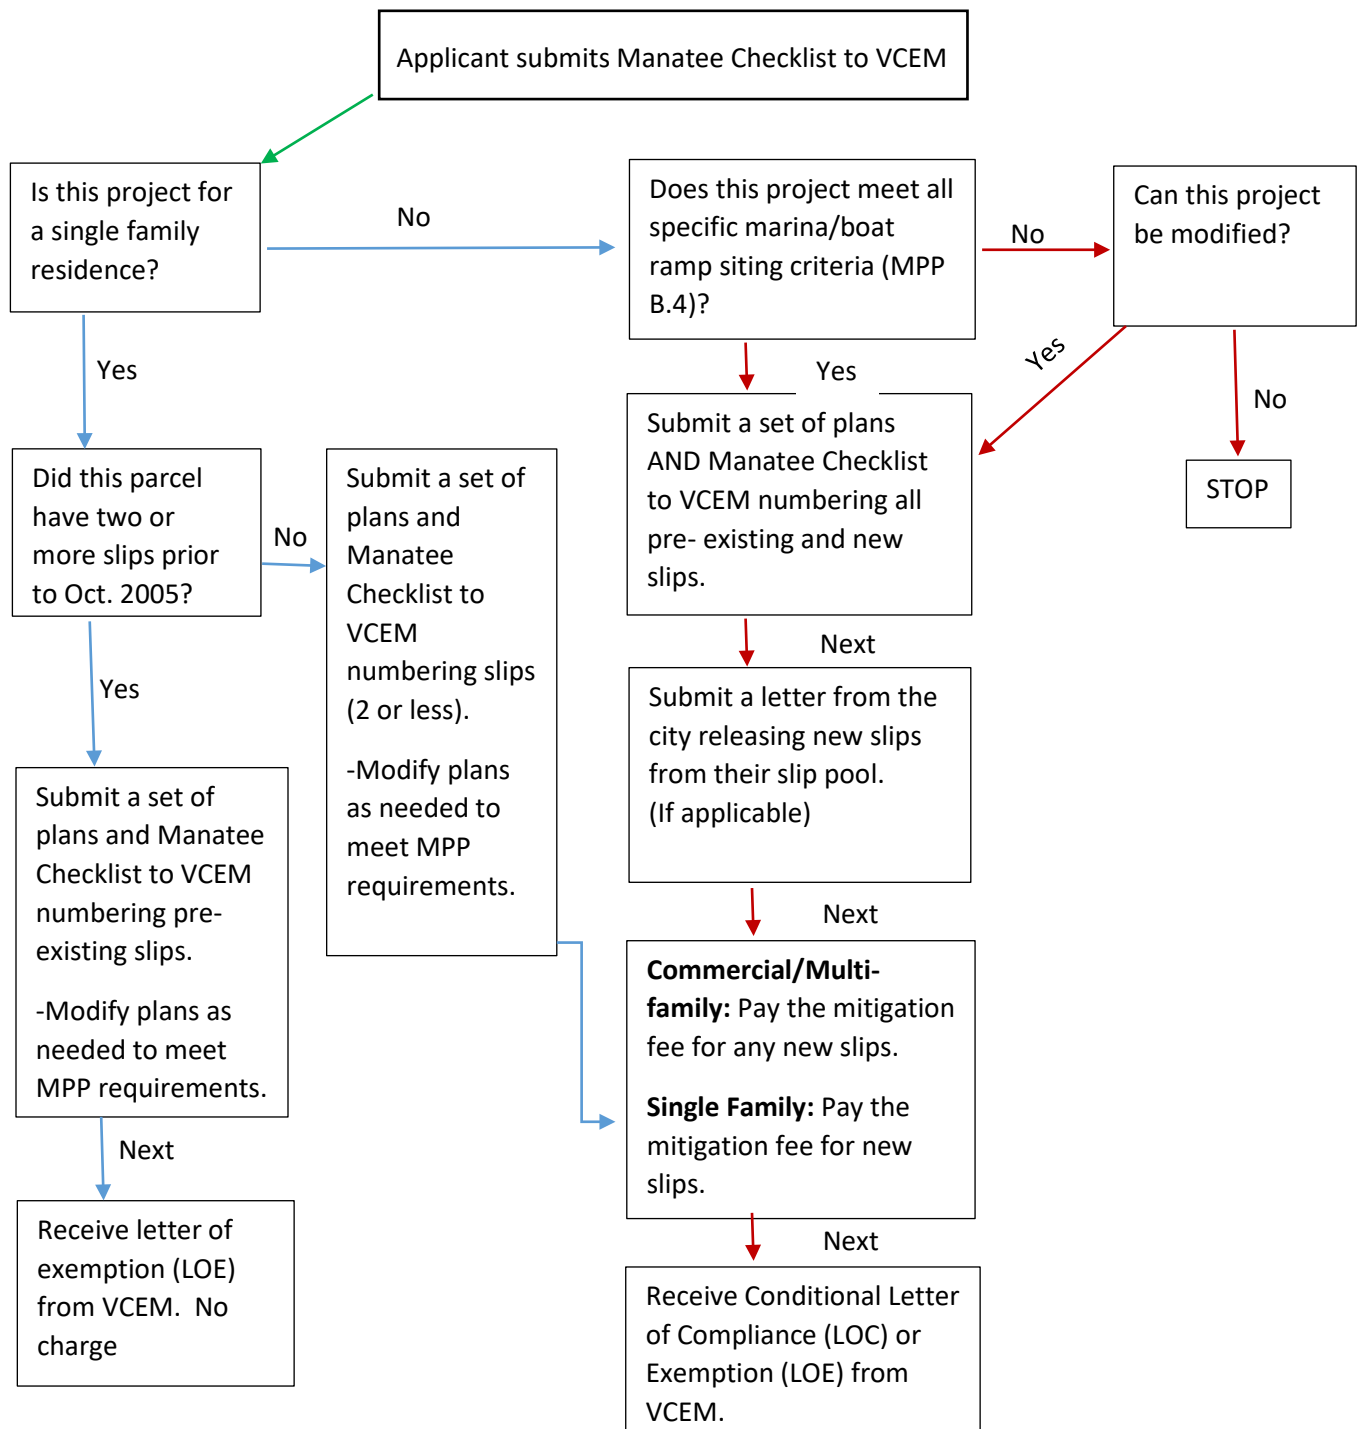 Applicant submits Manatee Checklist to VCEM
Is this project for
a single family
residence?
No
Does this project meet all
specific marina/boat
ramp siting criteria (MPP
B.4)?
No
Can this project
be modified?
Yes
Yes
Yes
No
STOP
Did this parcel
have two or
more slips prior
to Oct. 2005?
No
Submit a set of
plans and
Manatee
Checklist to
VCEM
numbering slips
(2 or less).
-Modify plans
as needed to
meet MPP
requirements.
Submit a set of plans
AND Manatee Checklist
to VCEM numbering all
pre- existing and new
slips.
Next
Submit a letter from the
city releasing new slips
from their slip pool.
(If applicable)
Yes
Submit a set of
plans and Manatee
Checklist to VCEM
numbering pre-
existing slips.
-Modify plans as
needed to meet
MPP requirements.
Next
Commercial/Multi-
family: Pay the mitigation
fee for any new slips.
Single Family: Pay the
mitigation fee for new
slips.
Next
Receive letter of
exemption (LOE)
from VCEM.  No
charge
Next
Receive Conditional Letter
of Compliance (LOC) or
Exemption (LOE) from
VCEM.